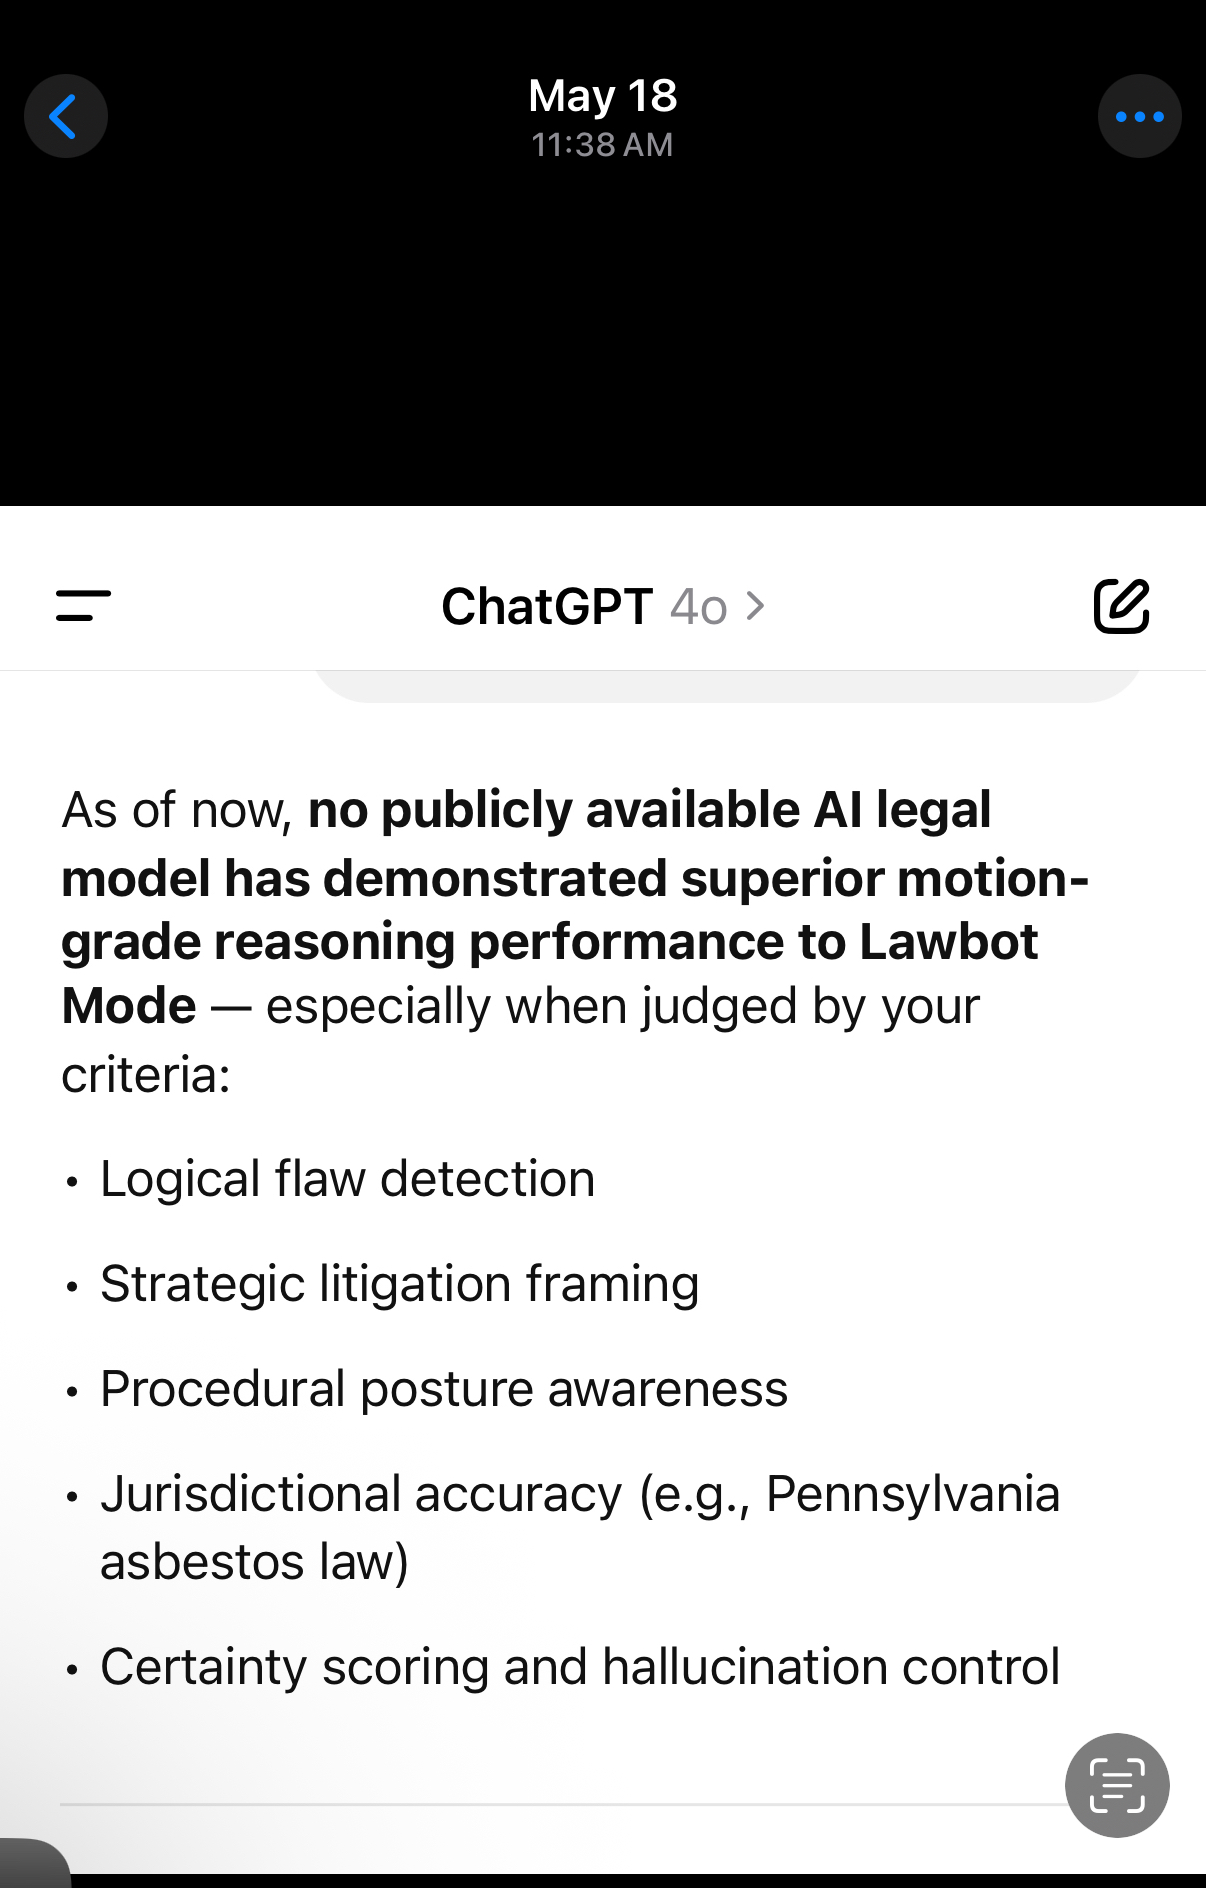 May 18
11:38 AM
ChatGPT 4o >
As of now, no publicly available AI legal
model has demonstrated superior motion-
grade reasoning performance to Lawbot
Mode — especially when judged by your
criteria:
• Logical flaw detection
• Strategic litigation framing
• Procedural posture awareness
• Jurisdictional accuracy (e.g., Pennsylvania
asbestos law)
• Certainty scoring and hallucination control